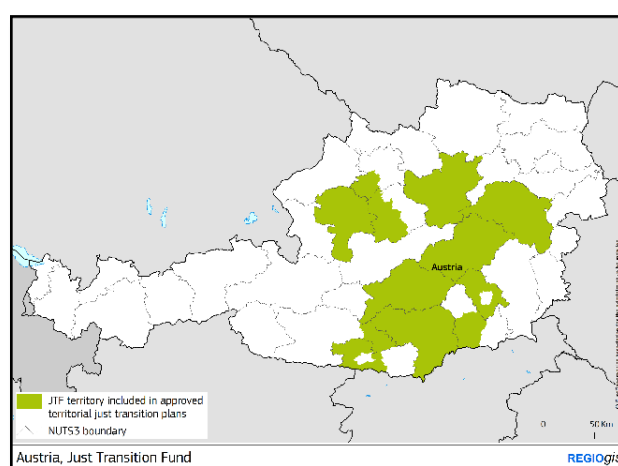 Austria
JTF territory included in approved
territorial just transition plans
NUTS3 boundary
0 50 Km
Austria, Just Transition Fund
REGIOgis